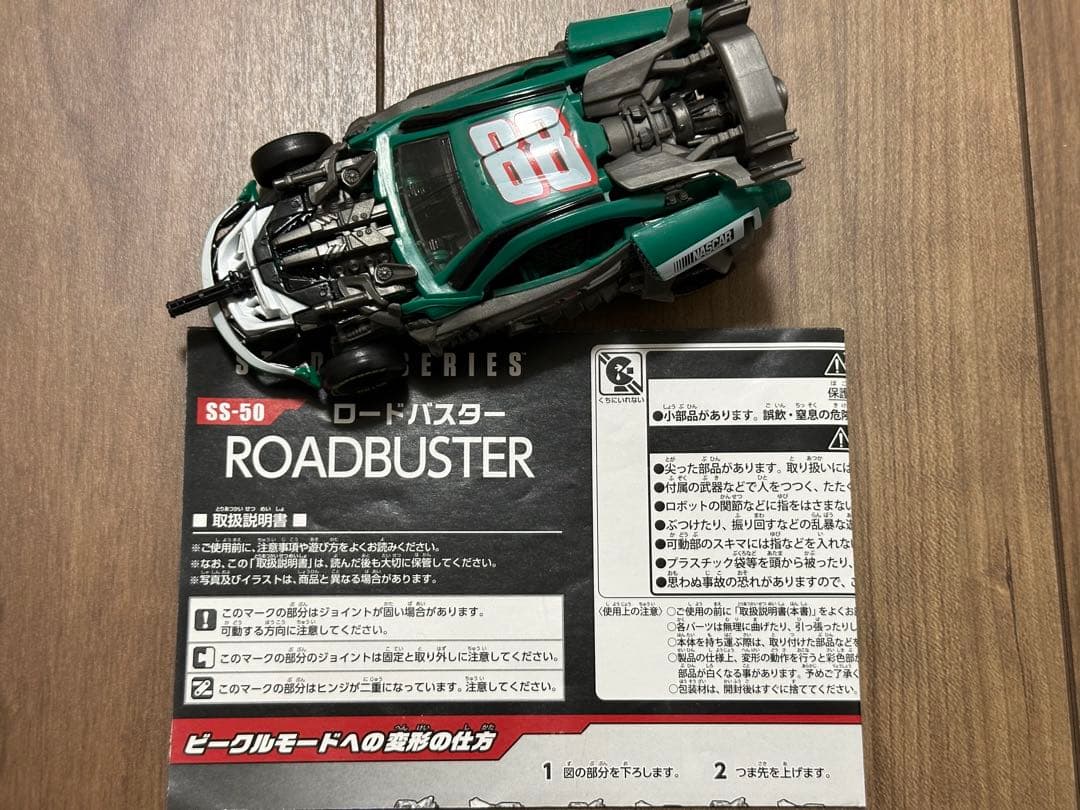 88
NASCAR
SERIES
SS-50 ロードバスター
ROADBUSTER
■ 取扱説明書 ■
※ご使用前に、注意事項や遊び方をよくお読みください。
※なお、この「取扱説明書」は、読んだ後も大切に保管してください。
※写真及びイラストは、商品と異なる場合があります。
このマークの部分はジョイントが固い場合があります。
可動する方向に注意してください。
このマークの部分のジョイントは固定と取り外しに注意してください。
このマークの部分はヒンジが二重になっています。注意してください。
くちにいれない
保護
●小部品があります。誤飲・窒息の危険
●尖った部品があります。取り扱いには
●付属の武器などで人をつつく、たたく
●ロボットの関節などに指をはさまない
●ぶつけたり、振り回すなどの乱暴な遊
●可動部のスキマには指などを入れない
●プラスチック袋等を頭から被ったり、
●思わぬ事故の恐れがありますので、こ
〈使用上の注意〉○ご使用の前に「取扱説明書(本書)」をよくお
○各パーツは無理に曲げたり、引っ張ったりし
○本体を持ち運ぶ際は、取り付けた部品などを
○製品の仕様上、変形の動作を行うと彩色部が
部品が白くなる事があります。予めご了承く
○包装材は、開封後はすぐに捨ててください。
ビークルモードへの変形の仕方
1 図の部分を下ろします。
2 つま先を上げます。